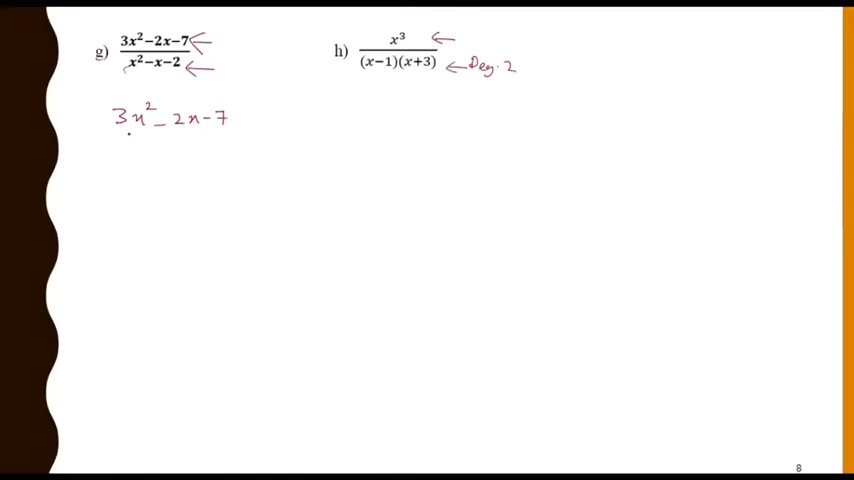 g) 3x²−2x−7 / x²−x−2
h) x³ / (x−1)(x+3) ← Deg. 2
3x² − 2x − 7
8